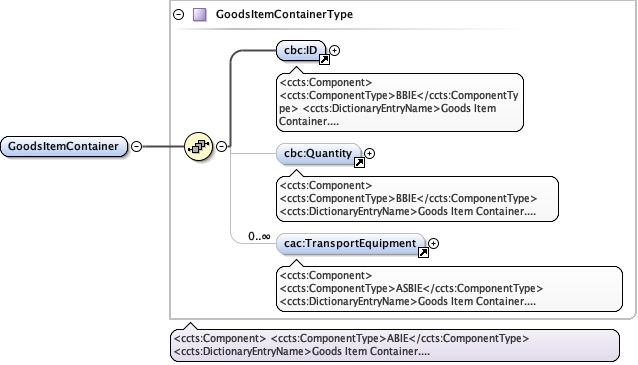 GoodsItemContainerType
cbc:ID
<ccts:Component>
<ccts:ComponentType>BBIE</ccts:ComponentTy
pe> <ccts:DictionaryEntryName>Goods Item
Container....
GoodsItemContainer
cbc:Quantity
<ccts:Component>
<ccts:ComponentType>BBIE</ccts:ComponentType>
<ccts:DictionaryEntryName>Goods Item Container....
0..∞
cac:TransportEquipment
<ccts:Component>
<ccts:ComponentType>ASBIE</ccts:ComponentType>
<ccts:DictionaryEntryName>Goods Item Container....
<ccts:Component> <ccts:ComponentType>ABIE</ccts:ComponentType>
<ccts:DictionaryEntryName>Goods Item Container....